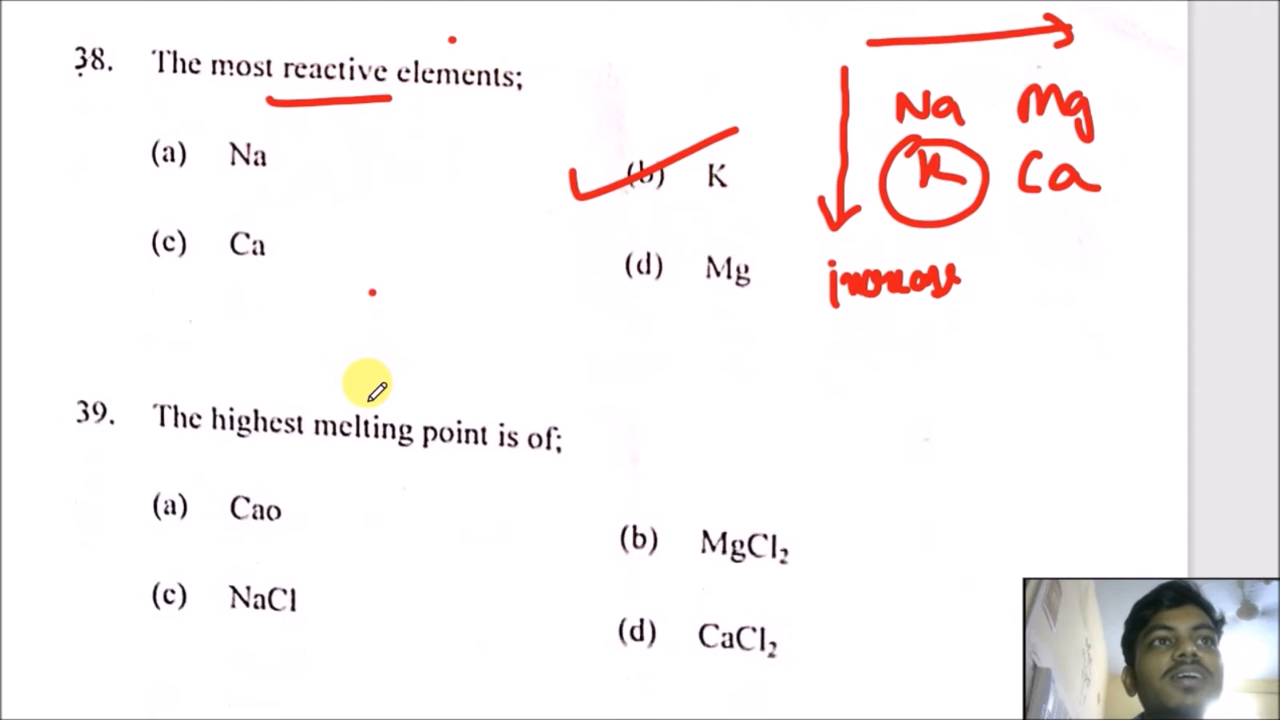 38. The most reactive elements;
(a) Na
(b) K
(c) Ca
(d) Mg
Na Mg
K Ca
increase
39. The highest melting point is of;
(a) Cao
(b) MgCl₂
(c) NaCl
(d) CaCl₂